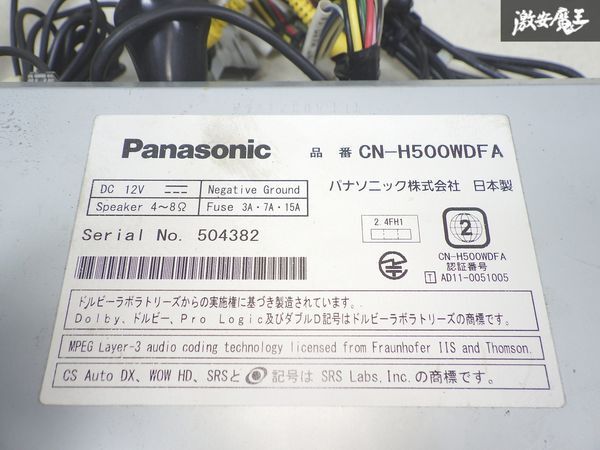 激安魔王
Panasonic 品 番 CN-H500WDFA
DC 12V Negative Ground パナソニック株式会社 日本製
Speaker 4～8Ω Fuse 3A・7A・15A
2.4FH1
2
Serial No. 504382
CN-H500WDFA
認証番号
T AD11-0051005
ドルビーラボラトリーズからの実施権に基づき製造されています。
Dolby、ドルビー、Pro Logic及びダブルD記号はドルビーラボラトリーズの商標です。
MPEG Layer-3 audio coding technology licensed from Fraunhofer IIS and Thomson.
CS Auto DX、WOW HD、SRSと 記号は SRS Labs,Inc.の商標です。